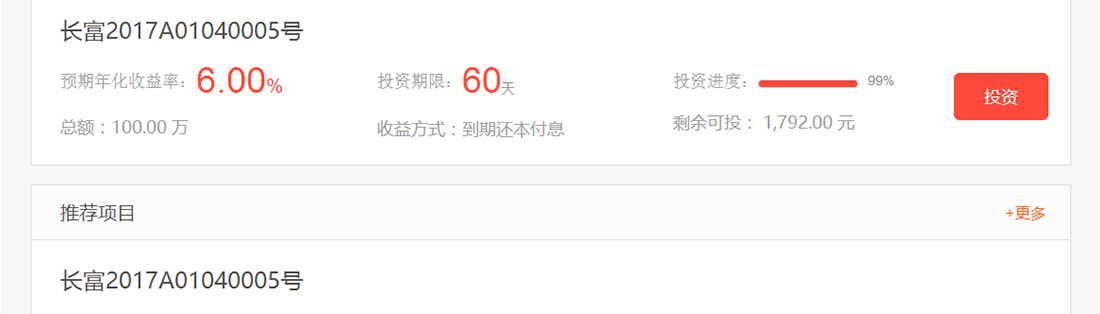 长富2017A01040005号
预期年化收益率：6.00% 投资期限：60天 投资进度： 99% 投资
总额：100.00 万 收益方式：到期还本付息 剩余可投： 1,792.00 元
推荐项目 +更多
长富2017A01040005号